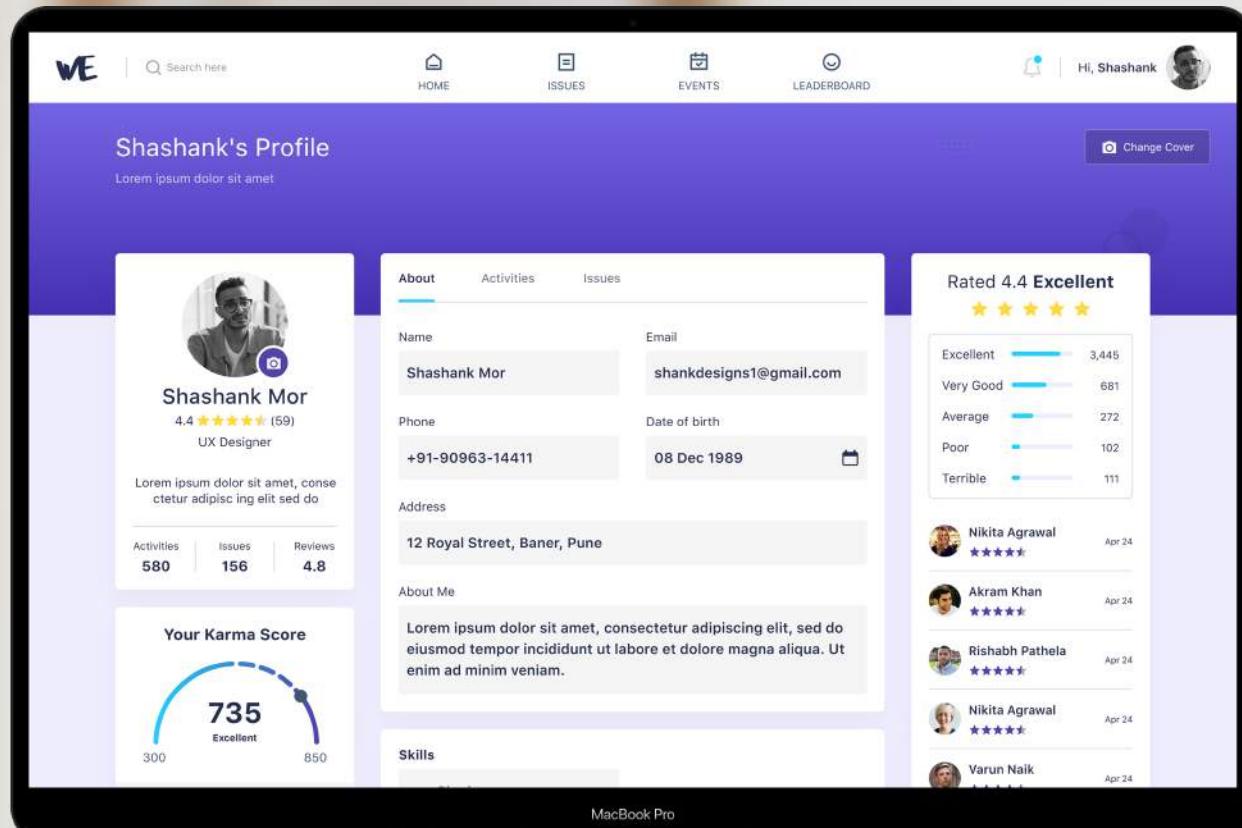 WE
Search here
HOME
ISSUES
EVENTS
LEADERBOARD
Hi, Shashank
Shashank's Profile
Lorem ipsum dolor sit amet
Change Cover
Shashank Mor
4.4 (59)
UX Designer
Lorem ipsum dolor sit amet, conse
ctetur adipisc ing elit sed do
Activities Issues Reviews
580 156 4.8
Your Karma Score
735
Excellent
300 850
About Activities Issues
Name Email
Shashank Mor shankdesigns1@gmail.com
Phone Date of birth
+91-90963-14411 08 Dec 1989
Address
12 Royal Street, Baner, Pune
About Me
Lorem ipsum dolor sit amet, consectetur adipiscing elit, sed do
eiusmod tempor incididunt ut labore et dolore magna aliqua. Ut
enim ad minim veniam.
Skills
Rated 4.4 Excellent
Excellent 3,445
Very Good 681
Average 272
Poor 102
Terrible 111
Nikita Agrawal Apr 24
Akram Khan Apr 24
Rishabh Pathela Apr 24
Nikita Agrawal Apr 24
Varun Naik Apr 24
MacBook Pro